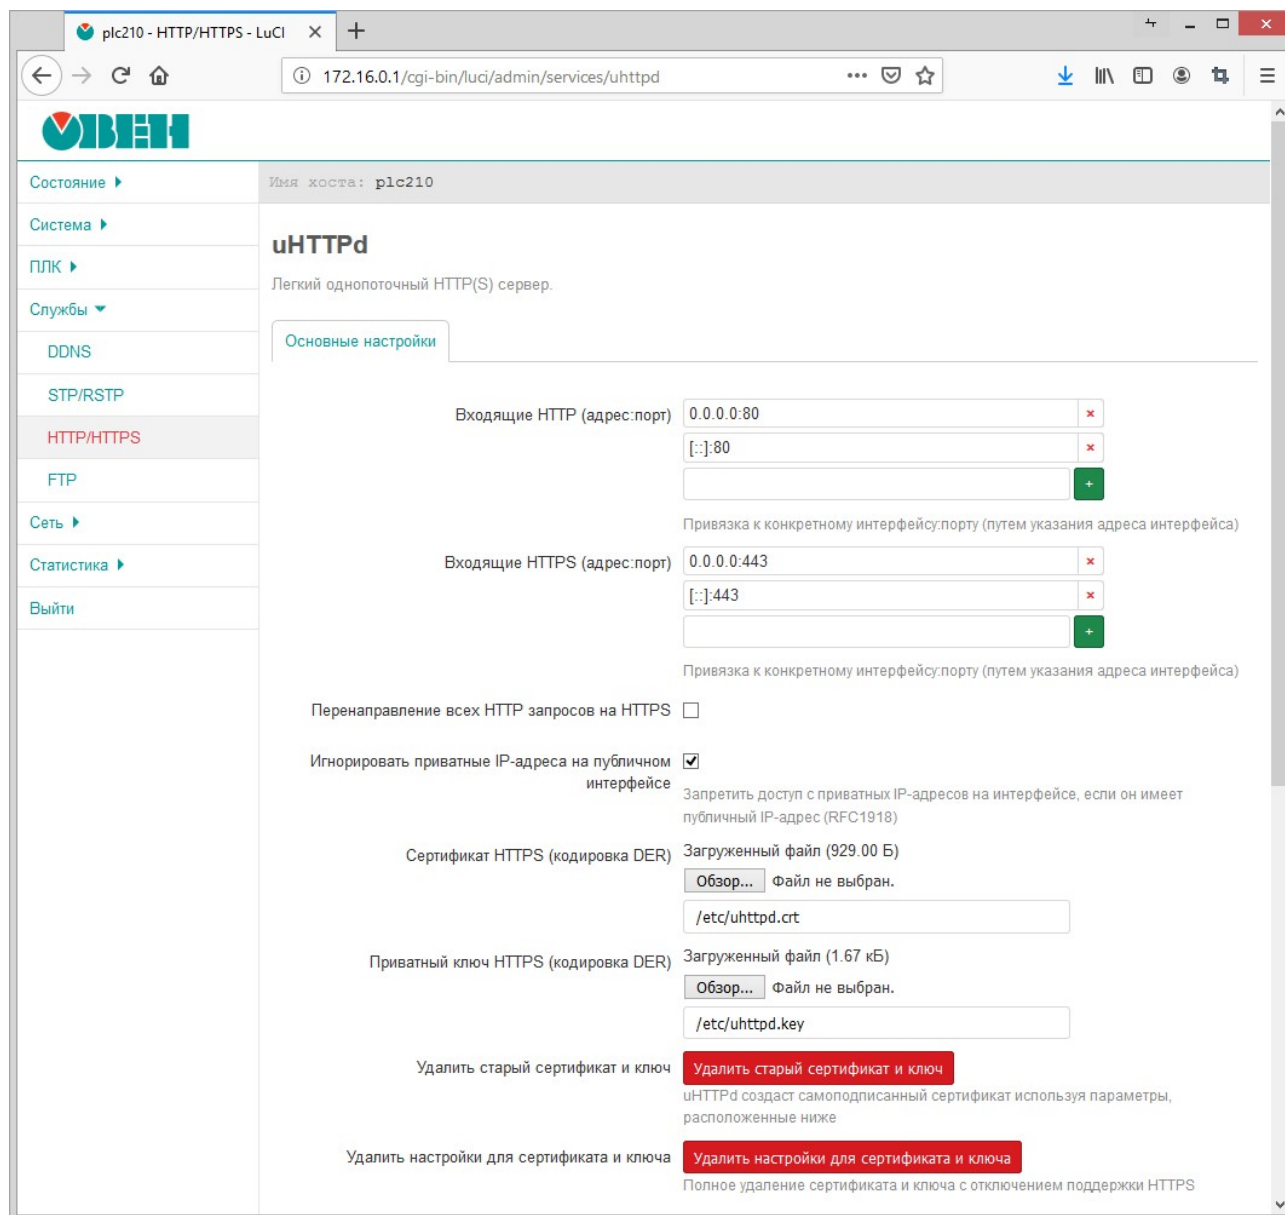 plc210 - HTTP/HTTPS - LuCI
172.16.0.1/cgi-bin/luci/admin/services/uhttpd
ОВЕН
Состояние
Система
ПЛК
Службы
DDNS
STP/RSTP
HTTP/HTTPS
FTP
Сеть
Статистика
Выйти
Имя хоста: plc210
uHTTPd
Легкий однопоточный HTTP(S) сервер.
Основные настройки
Входящие HTTP (адрес:порт)
0.0.0.0:80
[::]:80
Привязка к конкретному интерфейсу:порту (путем указания адреса интерфейса)
Входящие HTTPS (адрес:порт)
0.0.0.0:443
[::]:443
Привязка к конкретному интерфейсу:порту (путем указания адреса интерфейса)
Перенаправление всех HTTP запросов на HTTPS
Игнорировать приватные IP-адреса на публичном
интерфейсе
Запретить доступ с приватных IP-адресов на интерфейсе, если он имеет
публичный IP-адрес (RFC1918)
Сертификат HTTPS (кодировка DER)
Загруженный файл (929.00 Б)
Обзор... Файл не выбран.
/etc/uhttpd.crt
Приватный ключ HTTPS (кодировка DER)
Загруженный файл (1.67 кБ)
Обзор... Файл не выбран.
/etc/uhttpd.key
Удалить старый сертификат и ключ
Удалить старый сертификат и ключ
uHTTPd создаст самоподписанный сертификат используя параметры,
расположенные ниже
Удалить настройки для сертификата и ключа
Удалить настройки для сертификата и ключа
Полное удаление сертификата и ключа с отключением поддержки HTTPS